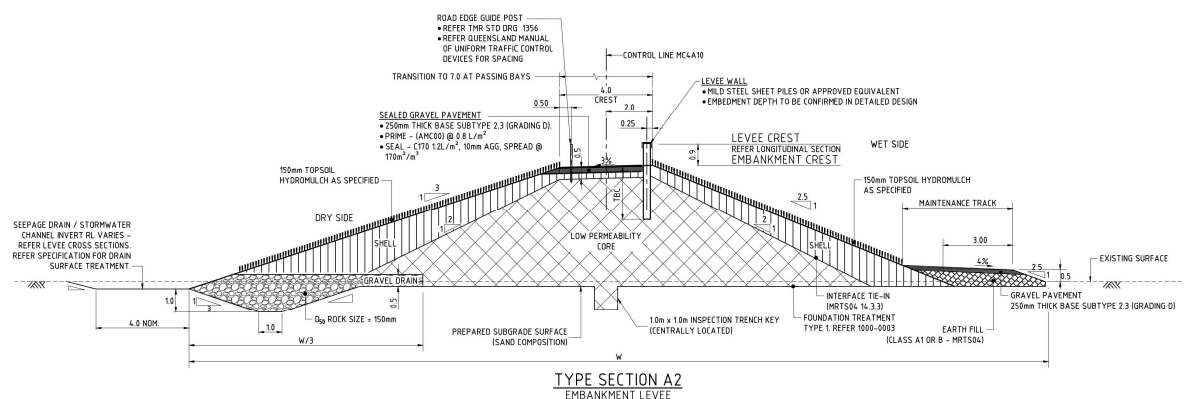 ROAD EDGE GUIDE POST
• REFER TMR STD DRG 1356
• REFER QUEENSLAND MANUAL
OF UNIFORM TRAFFIC CONTROL
DEVICES FOR SPACING
CONTROL LINE MC4A10
TRANSITION TO 7.0 AT PASSING BAYS
4.0
CREST
2.0
0.50
0.25
LEVEE WALL
• MILD STEEL SHEET PILES OR APPROVED EQUIVALENT
• EMBEDMENT DEPTH TO BE CONFIRMED IN DETAILED DESIGN
SEALED GRAVEL PAVEMENT
• 250mm THICK BASE SUBTYPE 2.3 (GRADING D).
• PRIME - (AMC00) @ 0.8 L/m²
• SEAL - C170 1.2L/m², 10mm AGG, SPREAD @
170m²/m³
0.5
3%
0.9
LEVEE CREST
REFER LONGITUDINAL SECTION
EMBANKMENT CREST
WET SIDE
150mm TOPSOIL
HYDROMULCH
AS SPECIFIED
3
1
2
1
DRY SIDE
SHELL
TBC
LOW PERMEABILITY
CORE
2
1
SHELL
2.5
1
150mm TOPSOIL HYDROMULCH
AS SPECIFIED
MAINTENANCE TRACK
3.00
4%
2.5
1
0.5
EXISTING SURFACE
SEEPAGE DRAIN / STORMWATER
CHANNEL INVERT RL VARIES -
REFER LEVEE CROSS SECTIONS.
REFER SPECIFICATION FOR DRAIN
SURFACE TREATMENT.
GRAVEL DRAIN
0.5
1.0
1
3
1.0
4.0 NOM.
D50 ROCK SIZE = 150mm
W/3
PREPARED SUBGRADE SURFACE
(SAND COMPOSITION)
1.0m x 1.0m INSPECTION TRENCH KEY
(CENTRALLY LOCATED)
INTERFACE TIE-IN
(MRTS04 14.3.3)
FOUNDATION TREATMENT
TYPE 1. REFER 1000-0003
GRAVEL PAVEMENT
250mm THICK BASE SUBTYPE 2.3 (GRADING D)
EARTH FILL
(CLASS A1 OR B - MRTS04)
W
TYPE SECTION A2
EMBANKMENT LEVEE